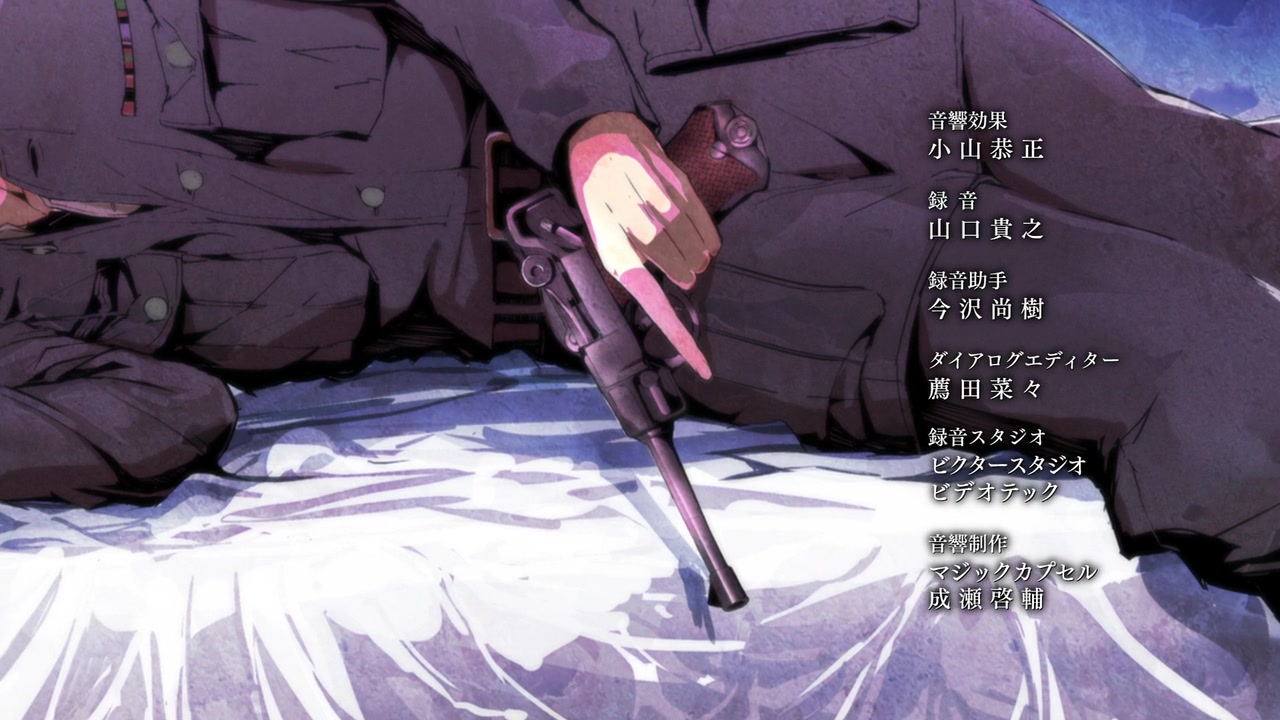 音響効果
小山恭正
録音
山口貴之
録音助手
今沢尚樹
ダイアログエディター
薦田菜々
録音スタジオ
ビクタースタジオ
ビデオテック
音響制作
マジックカプセル
成瀬啓輔